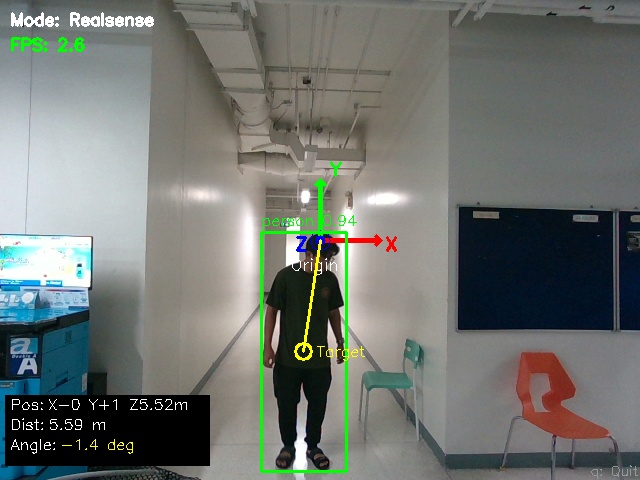 Mode: Realsense
FPS: 2.6
Y
person 0.94
Z
X
Origin
Target
a
Double A
A
Pos: X-0 Y+1 Z5.52m
Dist: 5.59 m
Angle: -1.4 deg
q: Quit